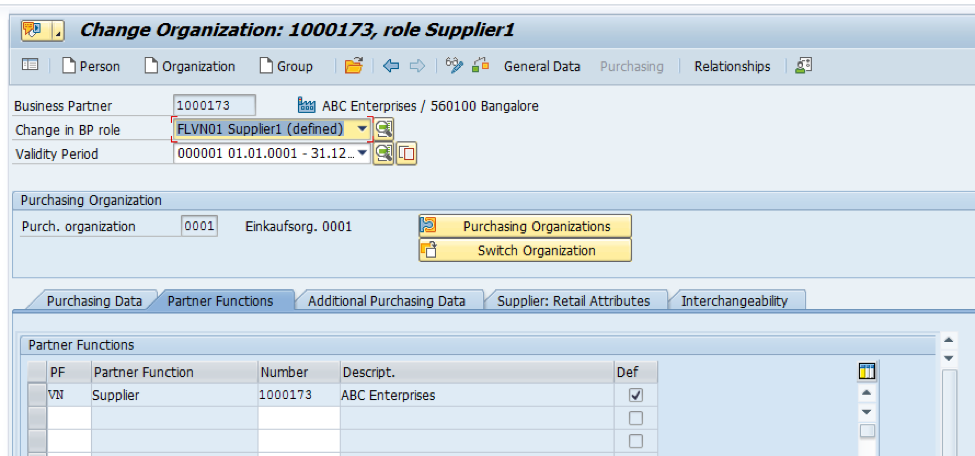 Change Organization: 1000173, role Supplier1
Person Organization Group General Data Purchasing Relationships
Business Partner 1000173 ABC Enterprises / 560100 Bangalore
Change in BP role FLVN01 Supplier1 (defined)
Validity Period 000001 01.01.0001 - 31.12...
Purchasing Organization
Purch. organization 0001 Einkaufsorg. 0001 Purchasing Organizations
Switch Organization
Purchasing Data Partner Functions Additional Purchasing Data Supplier: Retail Attributes Interchangeability
Partner Functions
PF Partner Function Number Descript. Def
VN Supplier 1000173 ABC Enterprises